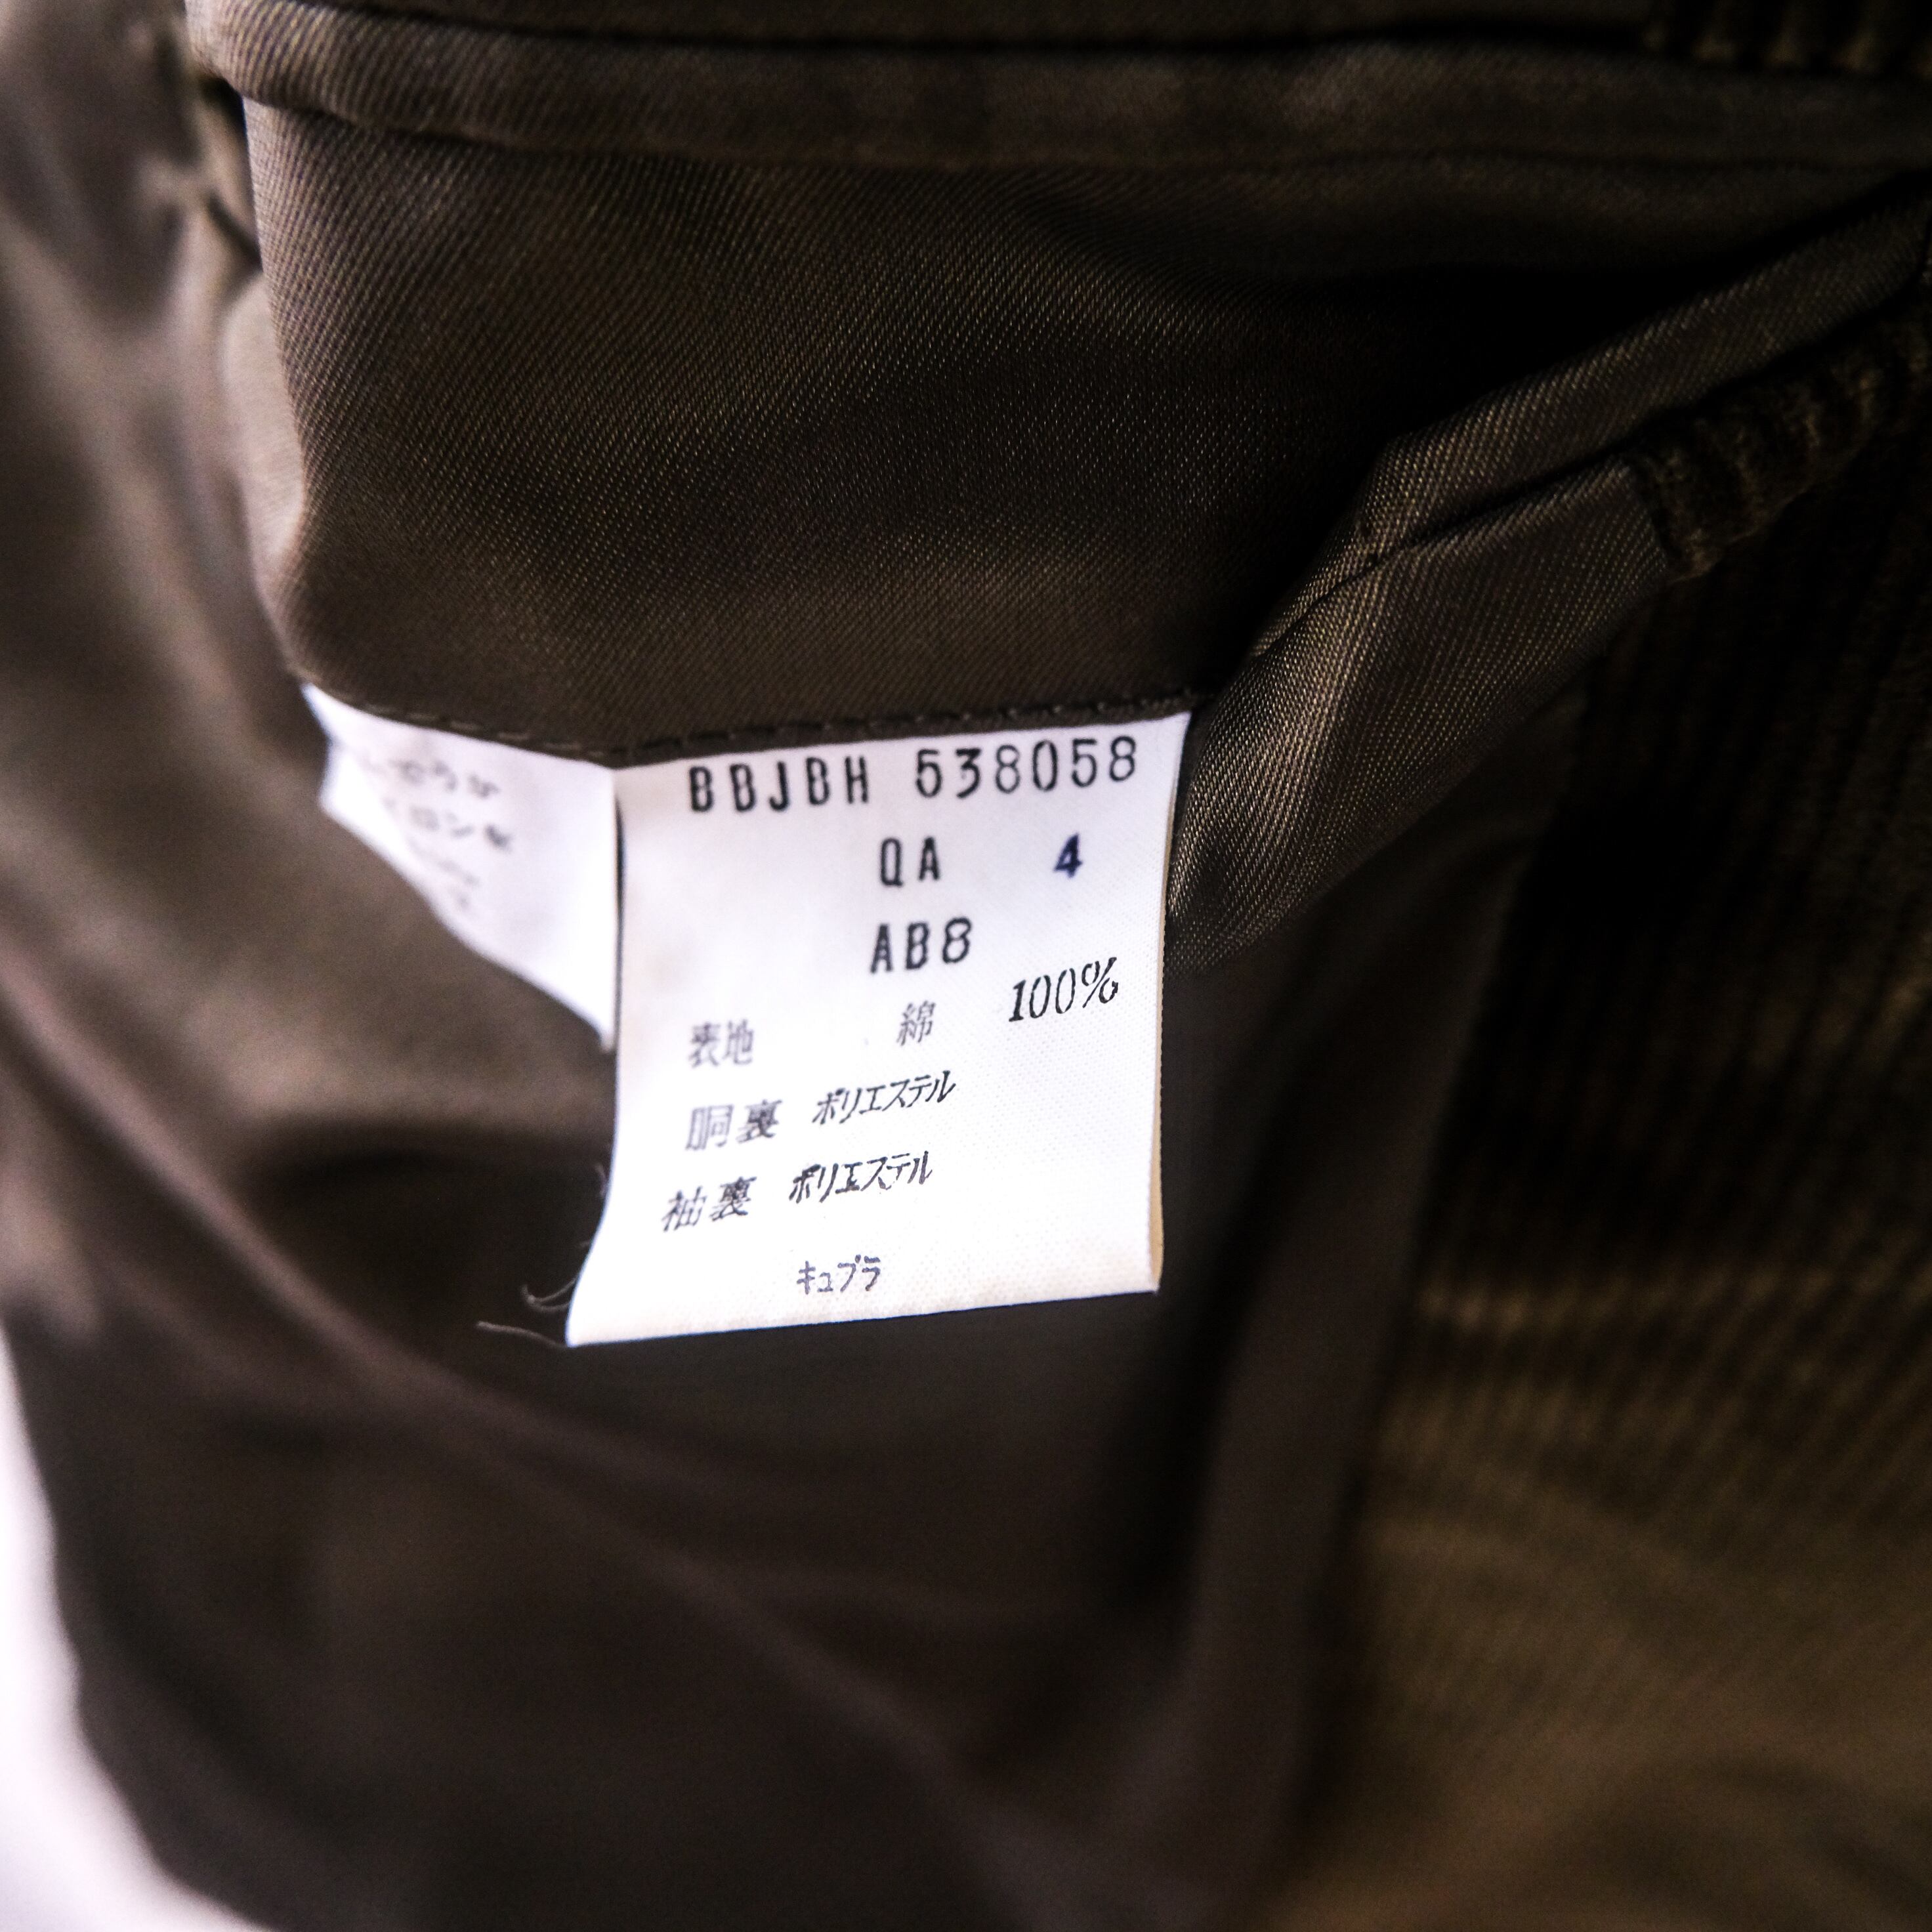 BBJBH 538058
QA 4
AB8
表地 綿 100%
胴裏 ポリエステル
袖裏 ポリエステル
キュプラ